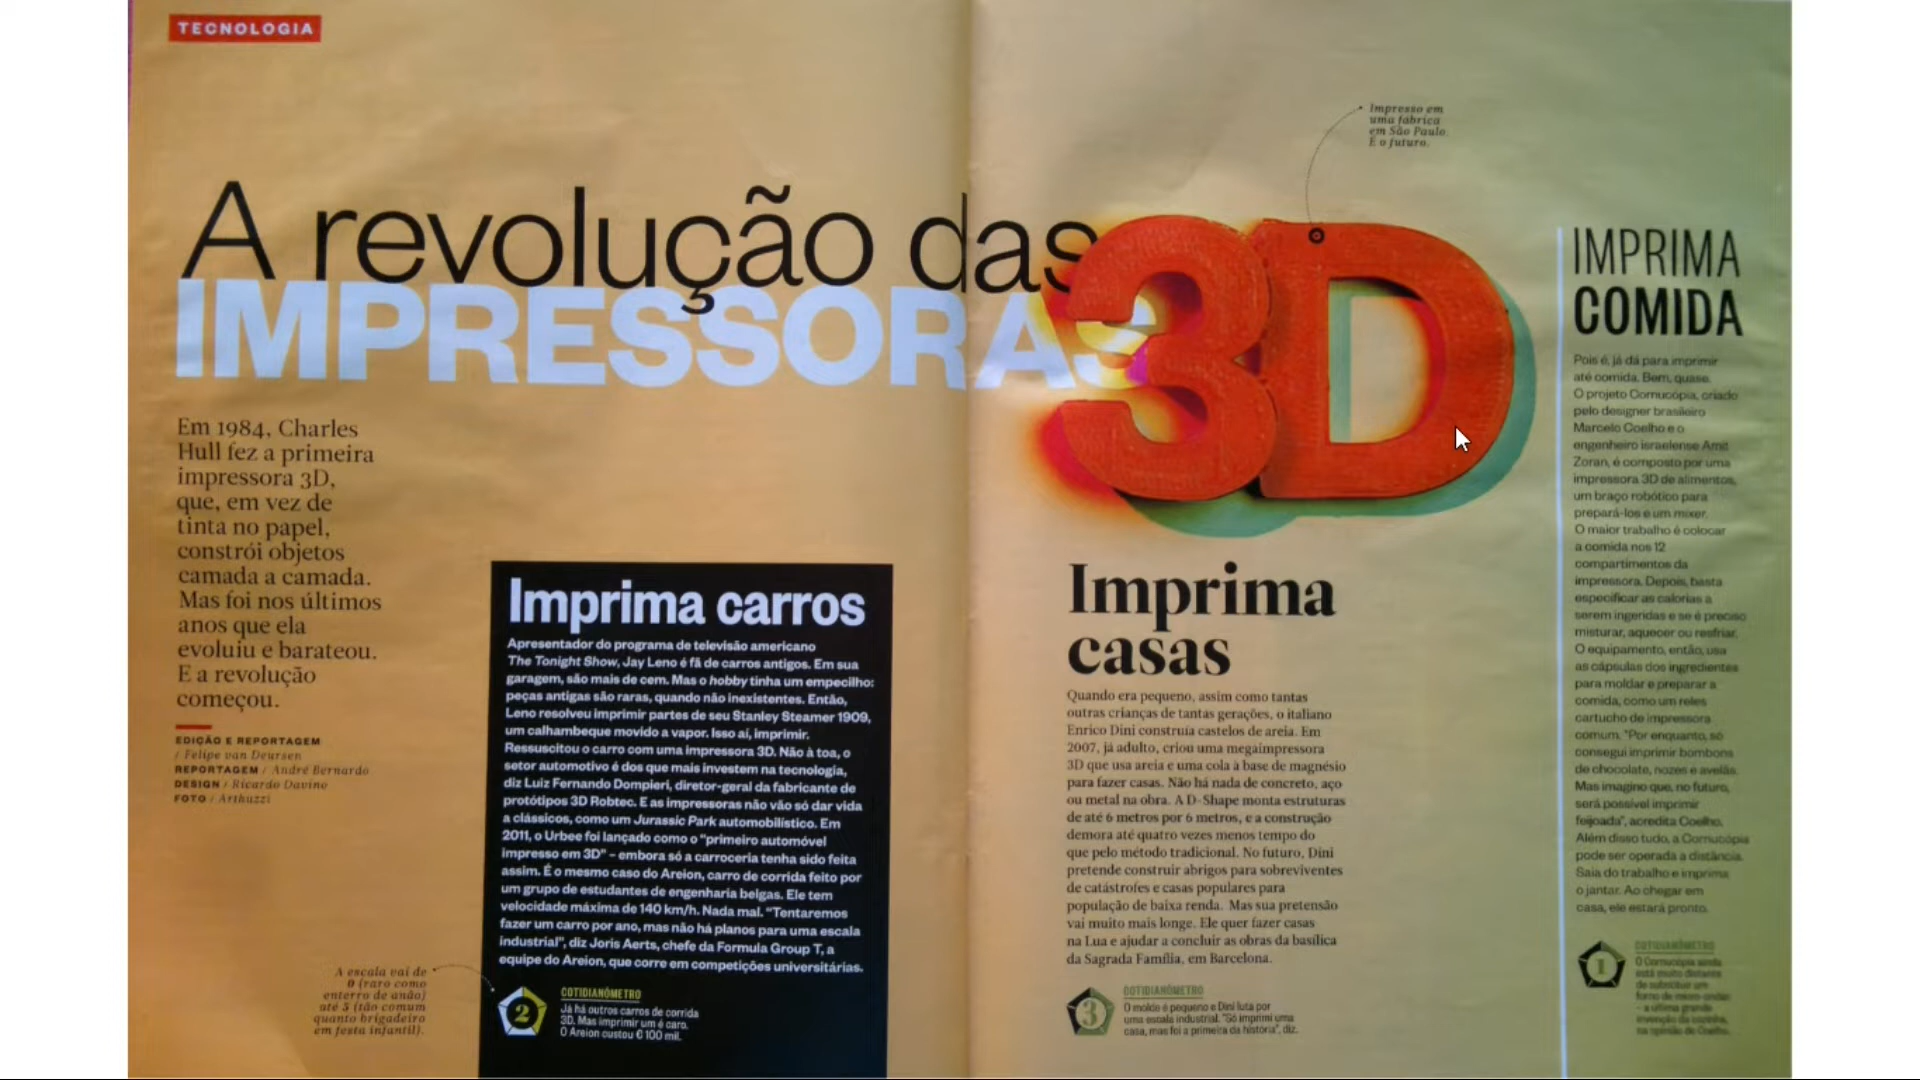 TECNOLOGIA
Impresso em
uma fábrica
em São Paulo.
É o futuro.
A revolução das
IMPRESSORAS
3D
Em 1984, Charles
Hull fez a primeira
impressora 3D,
que, em vez de
tinta no papel,
constrói objetos
camada a camada.
Mas foi nos últimos
anos que ela
evoluiu e barateou.
E a revolução
começou.
EDIÇÃO E REPORTAGEM
/ Felipe van Deursen
REPORTAGEM / André Bernardo
DESIGN / Ricardo Davino
FOTO / Arthuzzi
Imprima carros
Apresentador do programa de televisão americano
The Tonight Show, Jay Leno é fã de carros antigos. Em sua
garagem, são mais de cem. Mas o hobby tinha um empecilho:
peças antigas são raras, quando não inexistentes. Então,
Leno resolveu imprimir partes de seu Stanley Steamer 1909,
um calhambeque movido a vapor. Isso aí, imprimir.
Ressuscitou o carro com uma impressora 3D. Não à toa, o
setor automotivo é dos que mais investem na tecnologia,
diz Luiz Fernando Dompieri, diretor-geral da fabricante de
protótipos 3D Robtec. E as impressoras não vão só dar vida
a clássicos, como um Jurassic Park automobilístico. Em
2011, o Urbee foi lançado como o "primeiro automóvel
impresso em 3D" – embora só a carroceria tenha sido feita
assim. É o mesmo caso do Areion, carro de corrida feito por
um grupo de estudantes de engenharia belgas. Ele tem
velocidade máxima de 140 km/h. Nada mal. "Tentaremos
fazer um carro por ano, mas não há planos para uma escala
industrial", diz Joris Aerts, chefe da Formula Group T, a
equipe do Areion, que corre em competições universitárias.
A escala vai de
0 (raro como
enterro de anão)
até 5 (tão comum
quanto brigadeiro
em festa infantil).
2
COTIDIANÔMETRO
Já há outros carros de corrida
3D. Mas imprimir um é caro.
O Areion custou € 100 mil.
Imprima
casas
Quando era pequeno, assim como tantas
outras crianças de tantas gerações, o italiano
Enrico Dini construía castelos de areia. Em
2007, já adulto, criou uma megaimpressora
3D que usa areia e uma cola à base de magnésio
para fazer casas. Não há nada de concreto, aço
ou metal na obra. A D-Shape monta estruturas
de até 6 metros por 6 metros, e a construção
demora até quatro vezes menos tempo do
que pelo método tradicional. No futuro, Dini
pretende construir abrigos para sobreviventes
de catástrofes e casas populares para
população de baixa renda. Mas sua pretensão
vai muito mais longe. Ele quer fazer casas
na Lua e ajudar a concluir as obras da basílica
da Sagrada Família, em Barcelona.
3
COTIDIANÔMETRO
O molde é pequeno e Dini luta por
uma escala industrial. "Só imprimi uma
casa, mas foi a primeira da história", diz.
IMPRIMA
COMIDA
Pois é, já dá para imprimir
até comida. Bem, quase.
O projeto Cornucópia, criado
pelo designer brasileiro
Marcelo Coelho e o
engenheiro israelense Amit
Zoran, é composto por uma
impressora 3D de alimentos,
um braço robótico para
prepará-los e um mixer.
O maior trabalho é colocar
a comida nos 12
compartimentos da
impressora. Depois, basta
especificar as calorias a
serem ingeridas e se é preciso
misturar, aquecer ou resfriar.
O equipamento, então, usa
as cápsulas dos ingredientes
para moldar e preparar a
comida, como um reles
cartucho de impressora
comum. "Por enquanto, só
consegui imprimir bombons
de chocolate, nozes e avelãs.
Mas imagino que, no futuro,
será possível imprimir
feijoada", acredita Coelho.
Além disso tudo, a Cornucópia
pode ser operada a distância.
Saia do trabalho e imprima
o jantar. Ao chegar em
casa, ele estará pronto.
1
COTIDIANÔMETRO
O Cornucópia ainda
está muito distante
de substituir um
forno de micro-ondas
– a última grande
invenção da cozinha,
na opinião de Coelho.